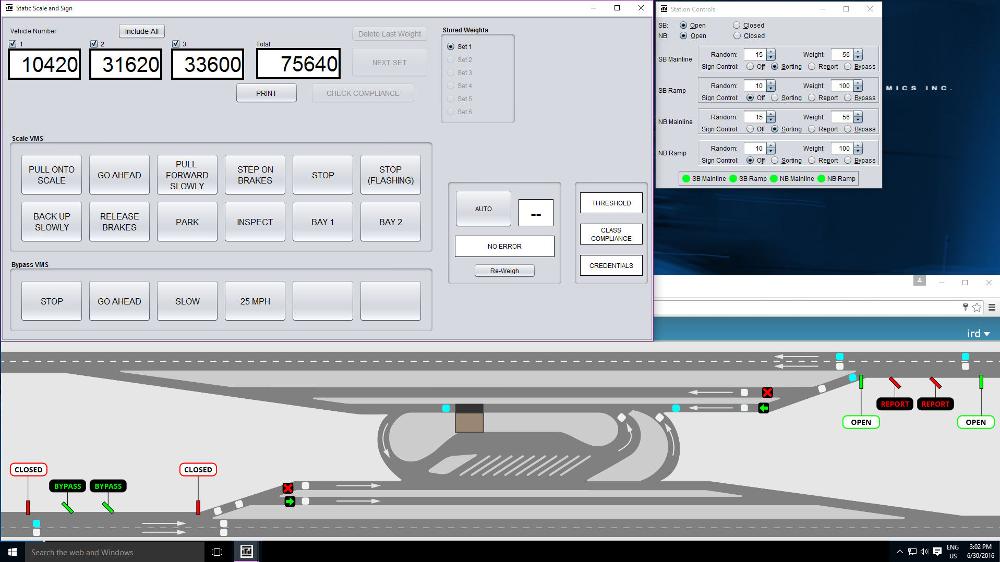 ird Static Scale and Sign
Vehicle Number:
Include All
1
2
3
Total
10420
31620
33600
75640
Delete Last Weight
NEXT SET
PRINT
CHECK COMPLIANCE
Stored Weights
Set 1
Set 2
Set 3
Set 4
Set 5
Set 6
Scale VMS
PULL ONTO SCALE
GO AHEAD
PULL FORWARD SLOWLY
STEP ON BRAKES
STOP
STOP (FLASHING)
BACK UP SLOWLY
RELEASE BRAKES
PARK
INSPECT
BAY 1
BAY 2
Bypass VMS
STOP
GO AHEAD
SLOW
25 MPH
AUTO
--
NO ERROR
Re-Weigh
THRESHOLD
CLASS COMPLIANCE
CREDENTIALS
ird Station Controls
SB: Open Closed
NB: Open Closed
SB Mainline
Random: 15 Weight: 56
Sign Control: Off Sorting Report Bypass
SB Ramp
Random: 10 Weight: 100
Sign Control: Off Sorting Report Bypass
NB Mainline
Random: 15 Weight: 56
Sign Control: Off Sorting Report Bypass
NB Ramp
Random: 10 Weight: 100
Sign Control: Off Sorting Report Bypass
SB Mainline SB Ramp NB Mainline NB Ramp
MICS INC.
ird
REPORT
REPORT
OPEN
OPEN
CLOSED
CLOSED
BYPASS
BYPASS
Search the web and Windows
ird
ENG
US
3:02 PM
6/30/2016